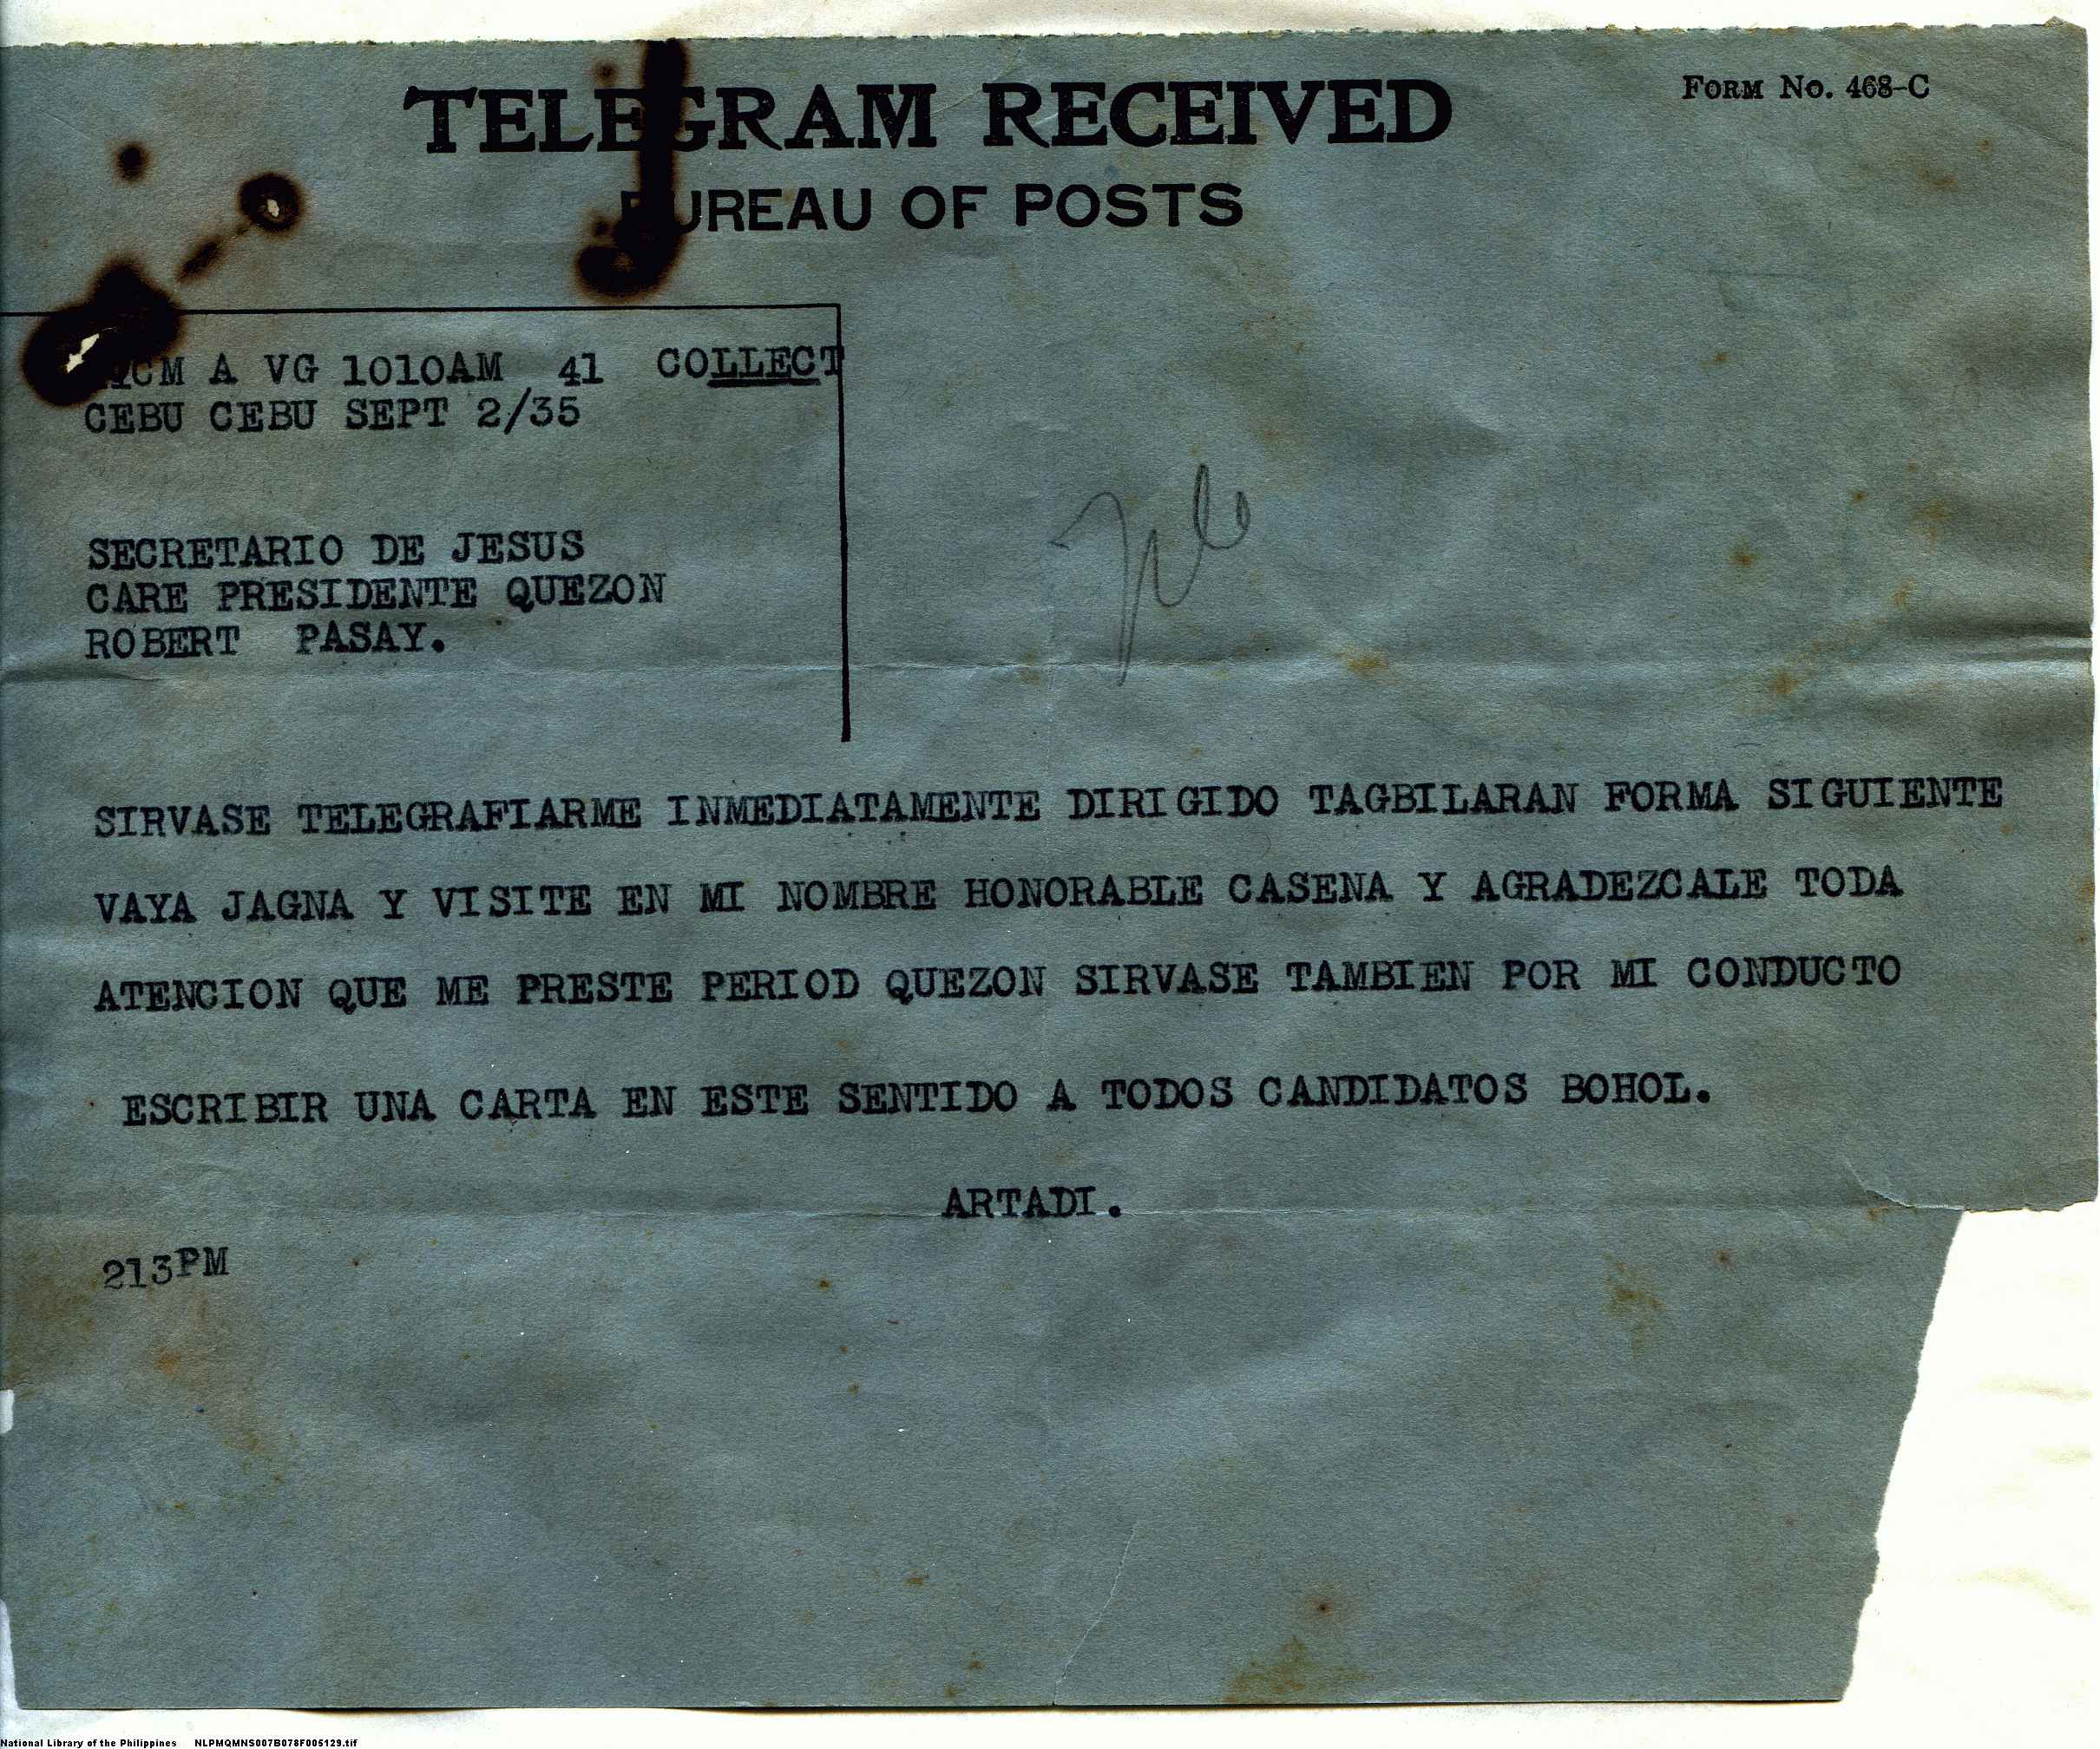 TELEGRAM RECEIVED
FORM No. 468-C
BUREAU OF POSTS
A VG 1010AM 41 COLLECT
CEBU CEBU SEPT 2/35
SECRETARIO DE JESUS
CARE PRESIDENTE QUEZON
ROBERT PASAY.
SIRVASE TELEGRAFIARME INMEDIATAMENTE DIRIGIDO TAGBILARAN FORMA SIGUIENTE
VAYA JAGNA Y VISITE EN MI NOMBRE HONORABLE CASENA Y AGRADEZCALE TODA
ATENCION QUE ME PRESTE PERIOD QUEZON SIRVASE TAMBIEN POR MI CONDUCTO
ESCRIBIR UNA CARTA EN ESTE SENTIDO A TODOS CANDIDATOS BOHOL.
ARTADI.
213PM
National Library of the Philippines NLPMQMNS007B078F005129.tif